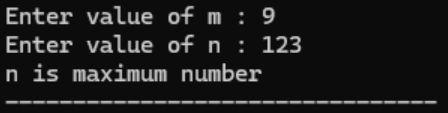 Enter value of m : 9
Enter value of n : 123
n is maximum number
--------------------------------